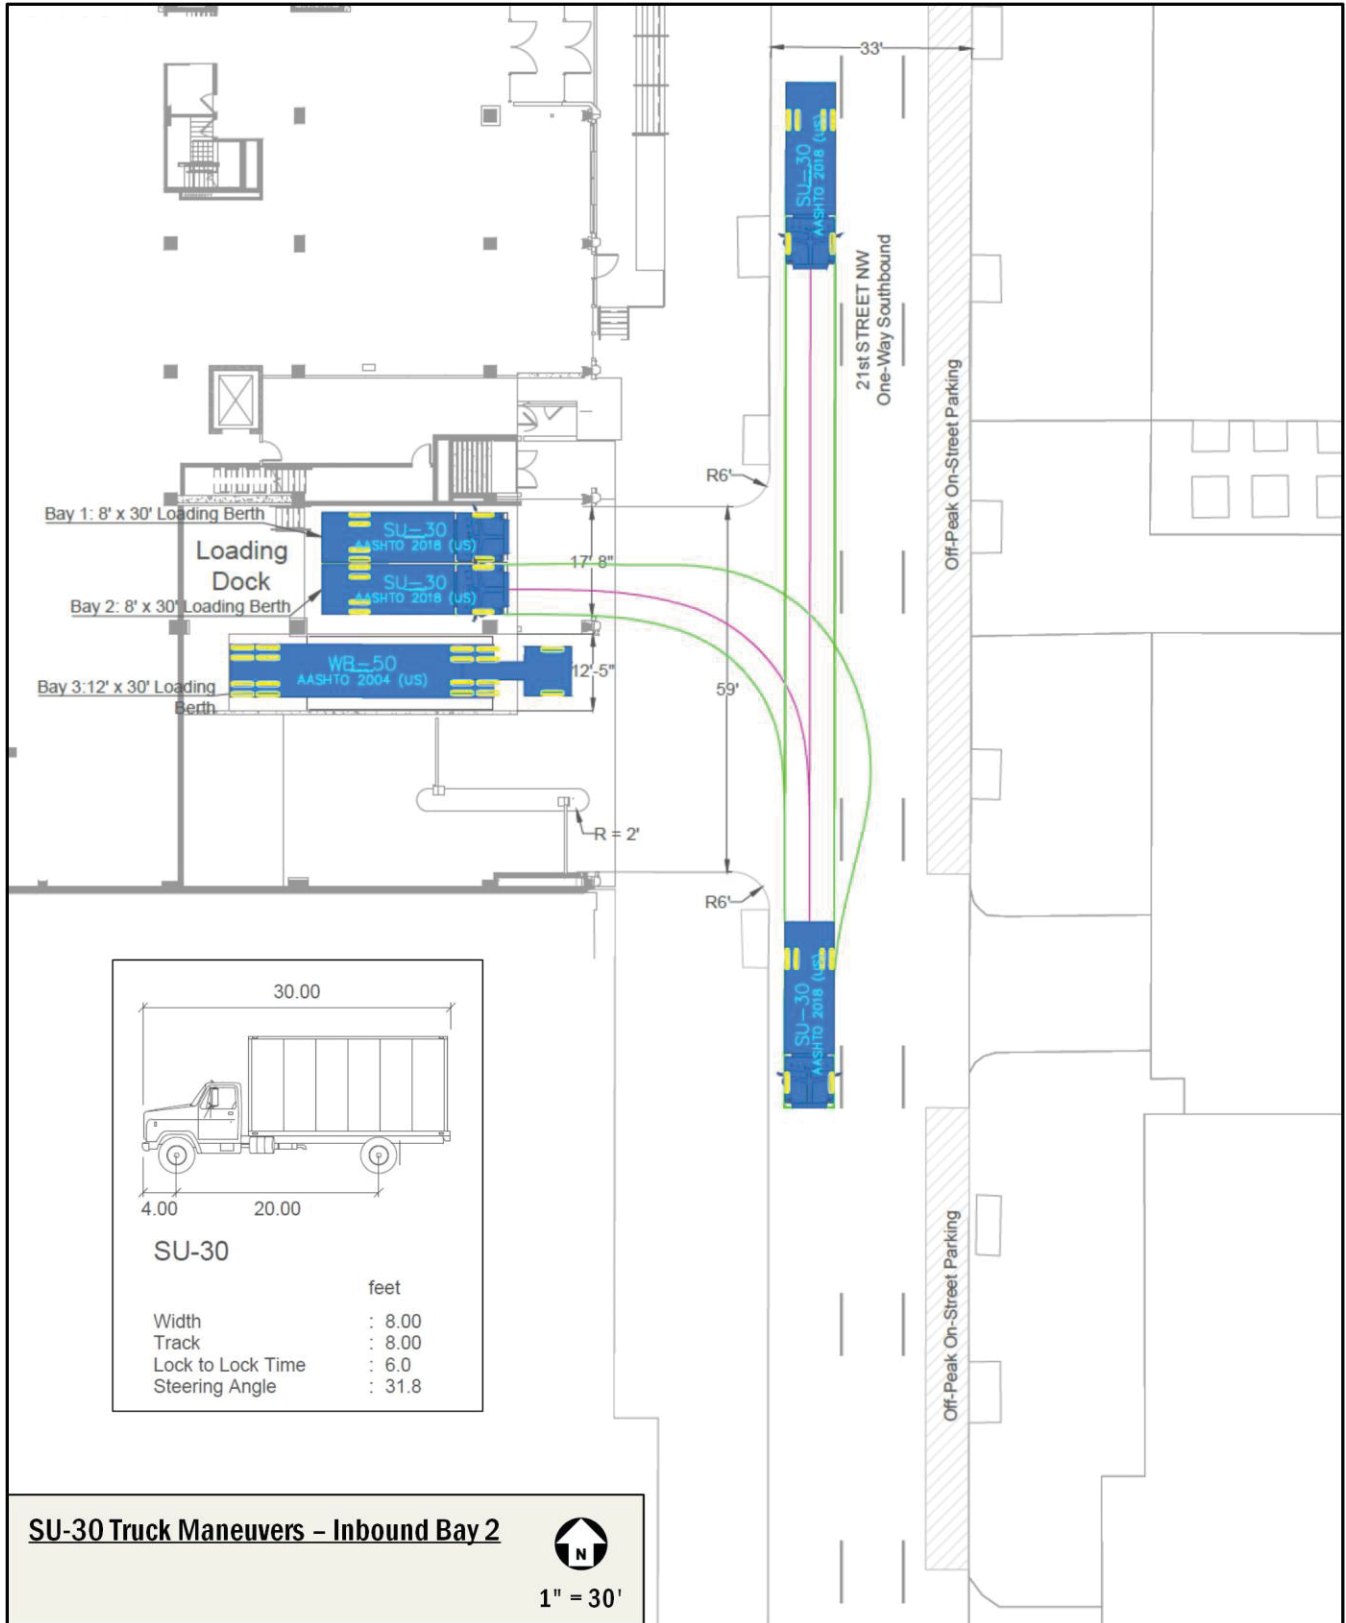 33'
SU-30
AASHTO 2018 (US)
21st STREET NW
One-Way Southbound
Off-Peak On-Street Parking
R6'
Bay 1: 8' x 30' Loading Berth
SU-30
AASHTO 2018 (US)
17' 8"
Loading
Dock
SU-30
AASHTO 2018 (US)
Bay 2: 8' x 30' Loading Berth
WB-50
AASHTO 2004 (US)
12'-5"
59'
Bay 3:12' x 30' Loading
Berth
R = 2'
R6'
SU-30
AASHTO 2018 (US)
30.00
4.00
20.00
SU-30
feet
Width : 8.00
Track : 8.00
Lock to Lock Time : 6.0
Steering Angle : 31.8
Off-Peak On-Street Parking
SU-30 Truck Maneuvers – Inbound Bay 2
N
1" = 30'